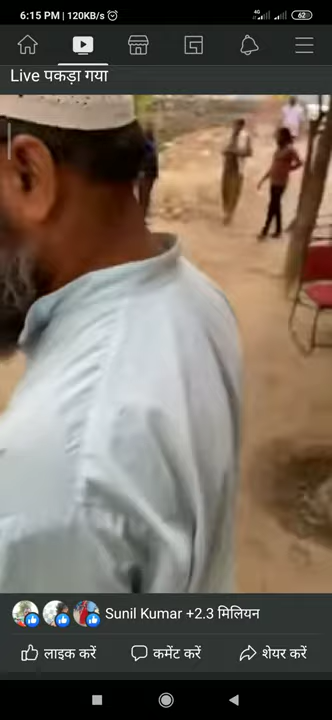 6:15 PM | 120KB/s
4G
62
Live पकड़ा गया
Sunil Kumar +2.3 मिलियन
लाइक करें
कमेंट करें
शेयर करें